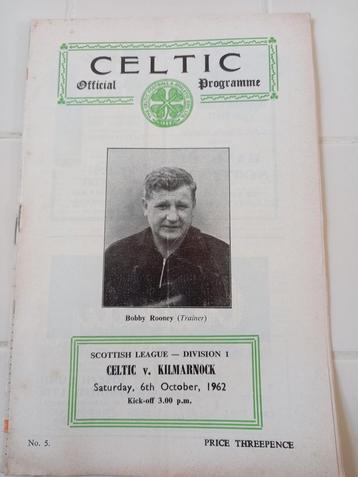 CELTIC
Official Programme
Bobby Rooney (Trainer)
SCOTTISH LEAGUE — DIVISION 1
CELTIC v. KILMARNOCK
Saturday, 6th October, 1962
Kick-off 3.00 p.m.
No. 5.
PRICE THREEPENCE